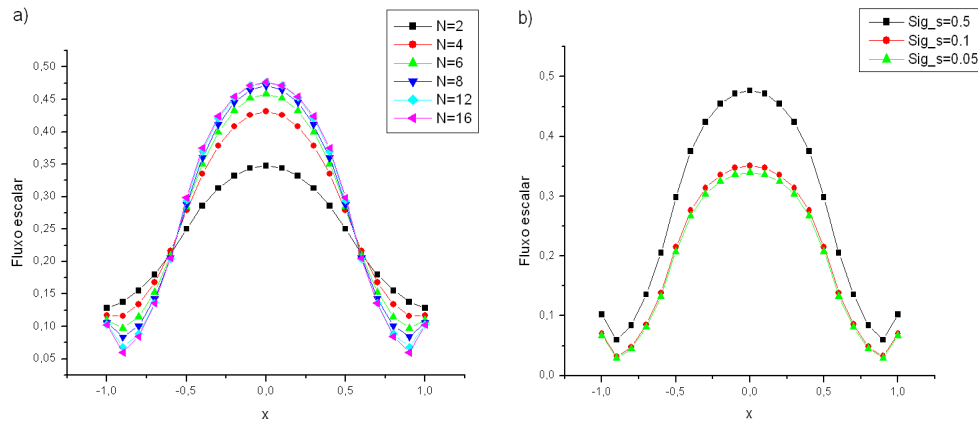 a)
N=2
N=4
N=6
N=8
N=12
N=16
Fluxo escalar
0,50
0,45
0,40
0,35
0,30
0,25
0,20
0,15
0,10
0,05
-1,0 -0,5 0,0 0,5 1,0
x
b)
Sig_s=0.5
Sig_s=0.1
Sig_s=0.05
Fluxo escalar
0,5
0,4
0,3
0,2
0,1
0,0
-1,0 -0,5 0,0 0,5 1,0
x